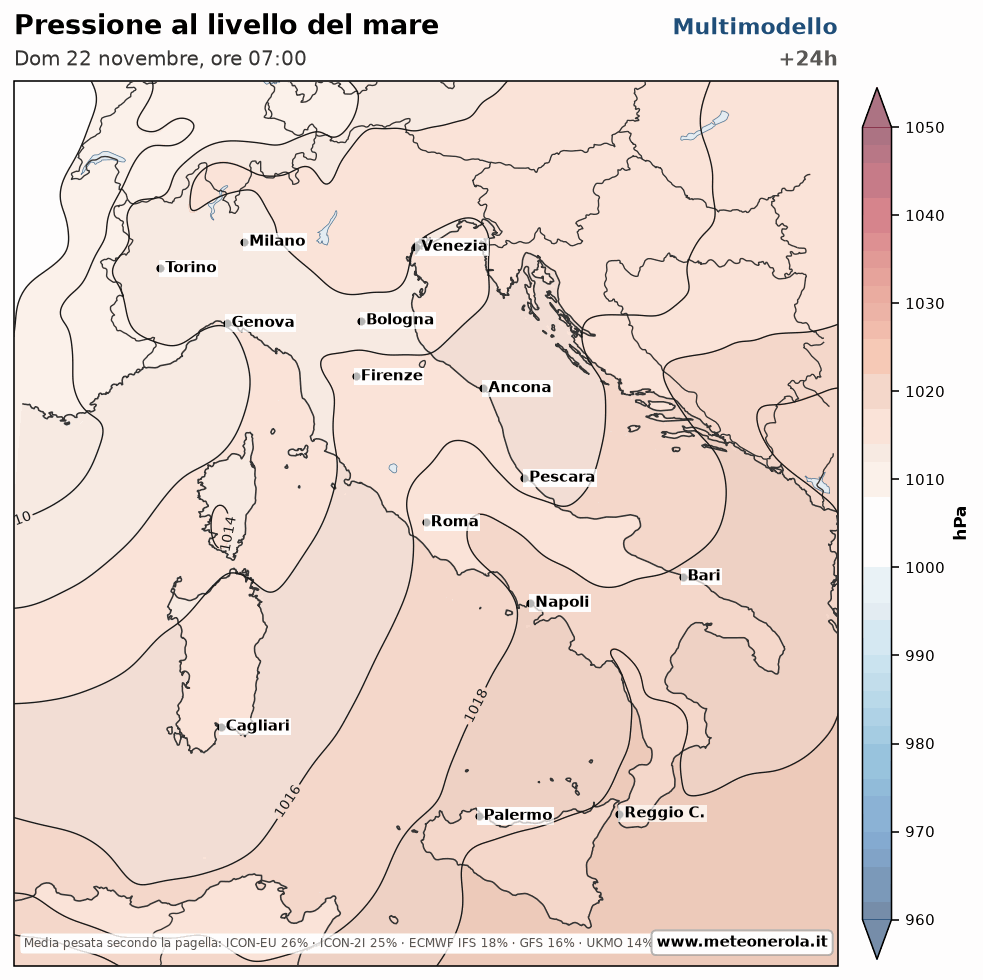 Pressione al livello del mare
Multimodello
Dom 22 novembre, ore 07:00
+24h
1050
1040
1030
1020
1010
1000
990
980
970
960
hPa
Milano
Venezia
Torino
Genova
Bologna
Firenze
Ancona
Pescara
10
1014
Roma
Bari
Napoli
1018
Cagliari
1016
Palermo
Reggio C.
Media pesata secondo la pagella: ICON-EU 26% · ICON-2I 25% · ECMWF IFS 18% · GFS 16% · UKMO 14%
www.meteonerola.it